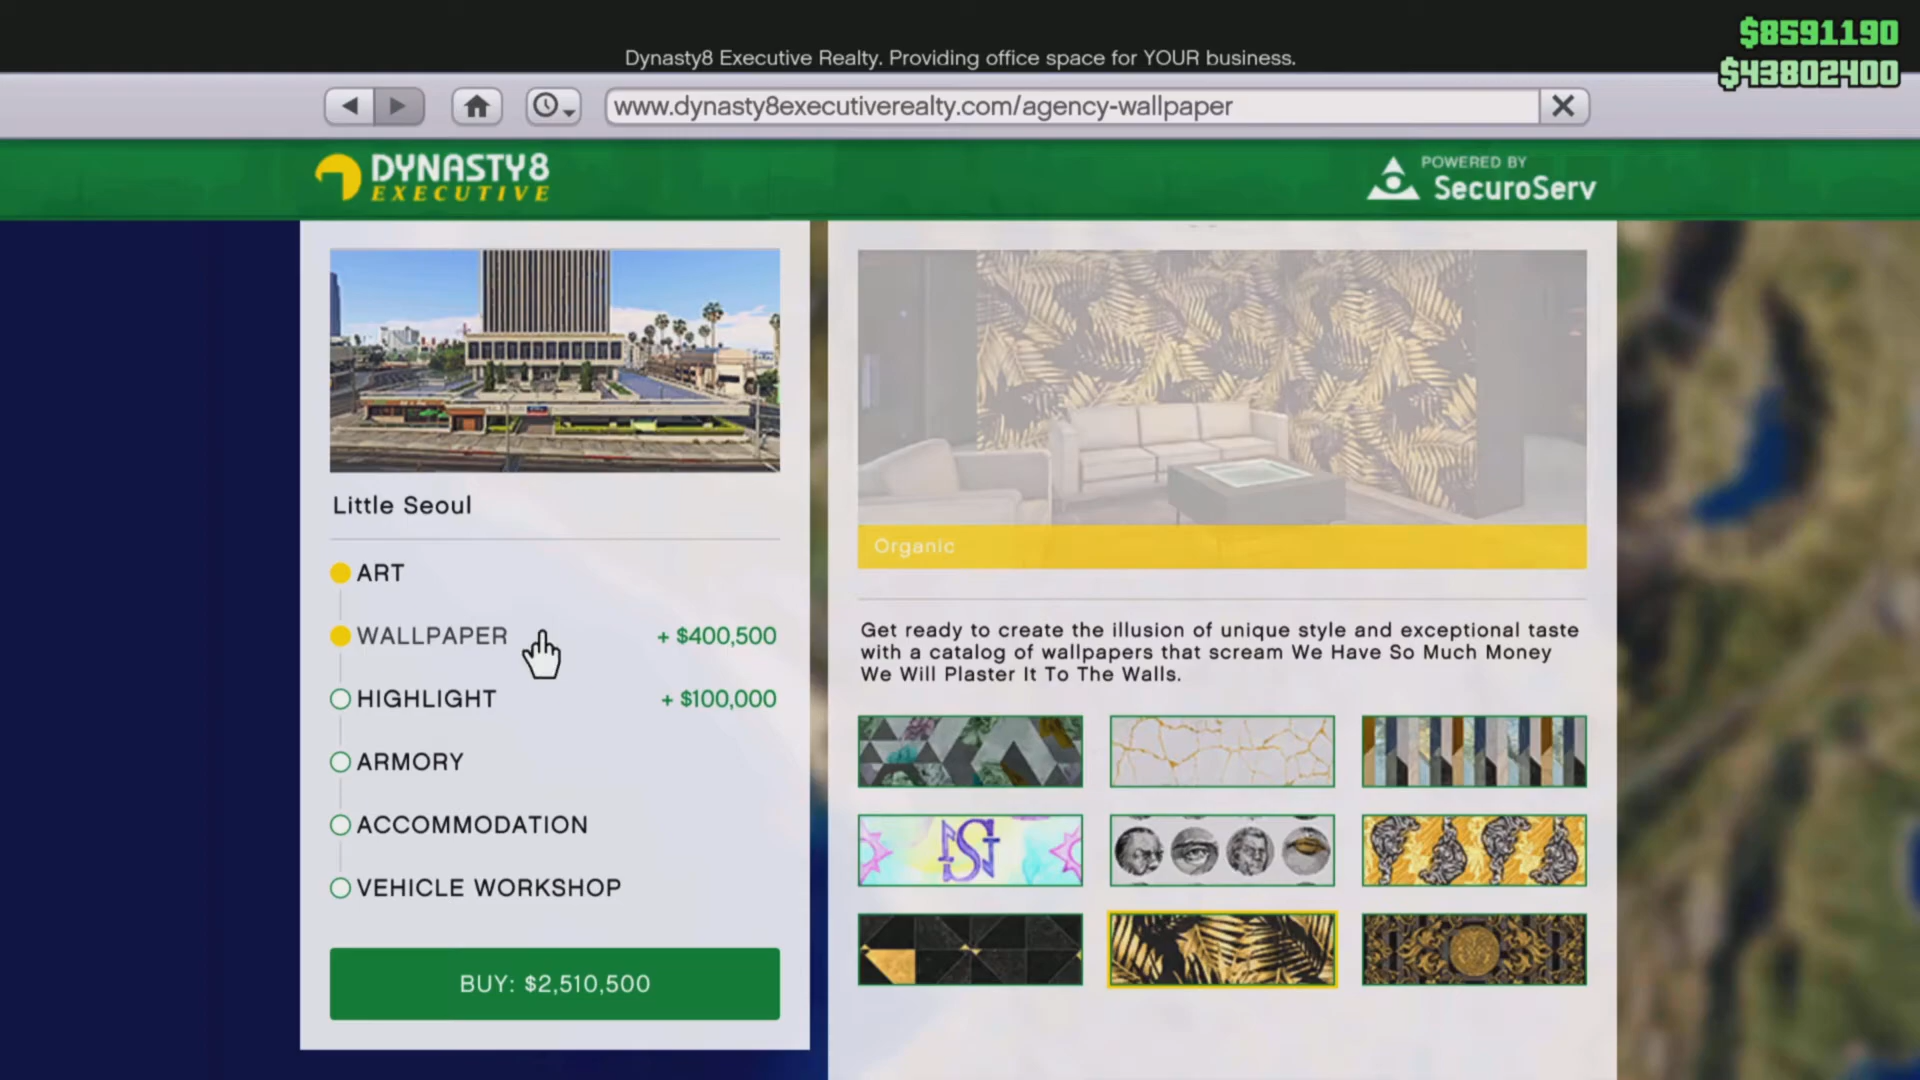 $8591190
$43802400
Dynasty8 Executive Realty. Providing office space for YOUR business.
www.dynasty8executiverealty.com/agency-wallpaper
DYNASTY8
EXECUTIVE
POWERED BY
SecuroServ
Little Seoul
ART
WALLPAPER + $400,500
HIGHLIGHT + $100,000
ARMORY
ACCOMMODATION
VEHICLE WORKSHOP
BUY: $2,510,500
Organic
Get ready to create the illusion of unique style and exceptional taste
with a catalog of wallpapers that scream We Have So Much Money
We Will Plaster It To The Walls.